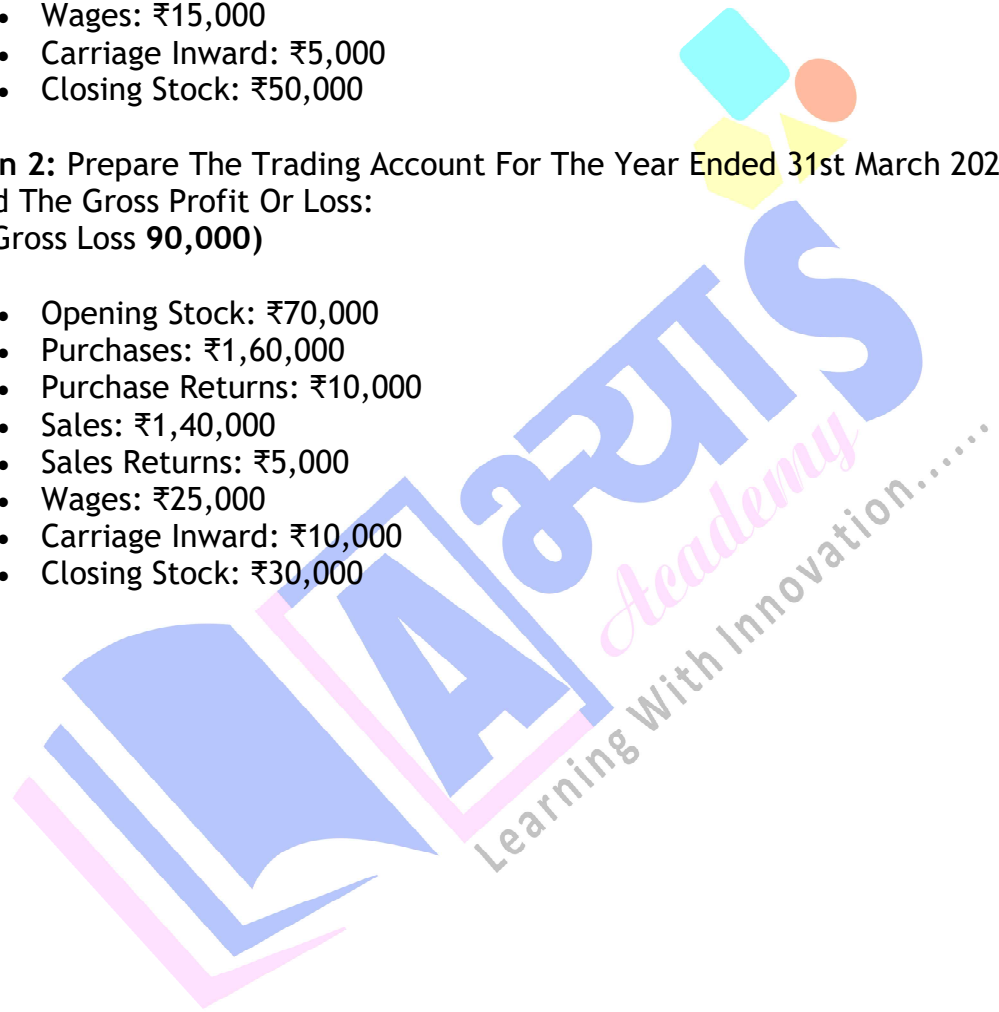 • Wages: ₹15,000
• Carriage Inward: ₹5,000
• Closing Stock: ₹50,000
n 2: Prepare The Trading Account For The Year Ended 31st March 202
d The Gross Profit Or Loss:
Gross Loss 90,000)
• Opening Stock: ₹70,000
• Purchases: ₹1,60,000
• Purchase Returns: ₹10,000
• Sales: ₹1,40,000
• Sales Returns: ₹5,000
• Wages: ₹25,000
• Carriage Inward: ₹10,000
• Closing Stock: ₹30,000
Aभ्याS
Academy
Learning With Innovation......